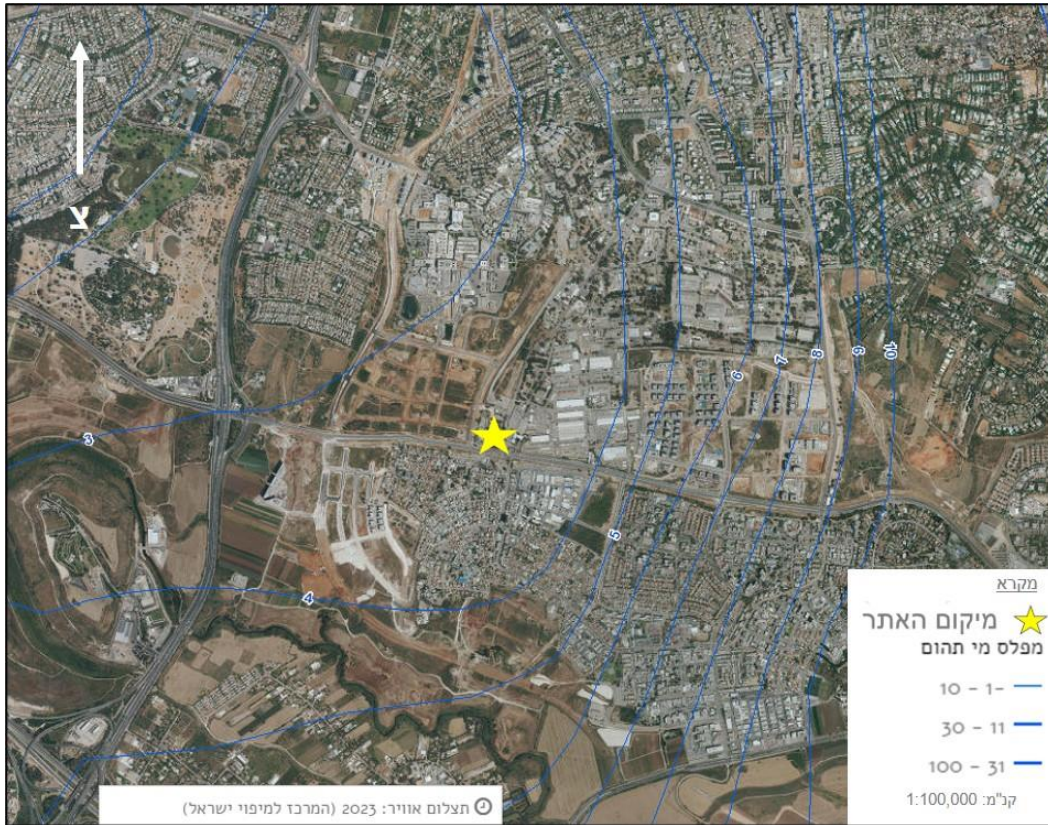 צ
3
3
4
5
6
7
8
9
10
מקרא
מיקום האתר
מפלס מי תהום
-1 - 10
11 - 30
31 - 100
קנ"מ: 1:100,000
תצלום אוויר: 2023 (המרכז למיפוי ישראל)